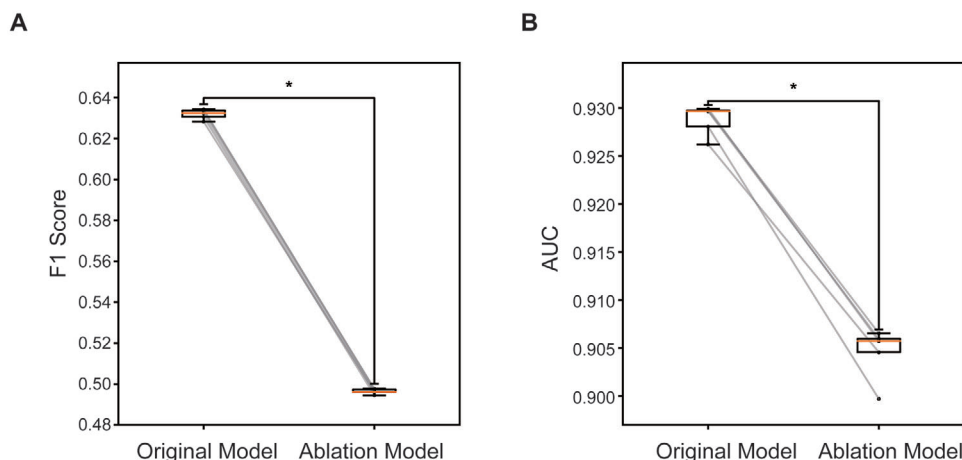 A
B
F1 Score
0.64
0.62
0.60
0.58
0.56
0.54
0.52
0.50
0.48
*
Original Model
Ablation Model
AUC
0.930
0.925
0.920
0.915
0.910
0.905
0.900
*
Original Model
Ablation Model